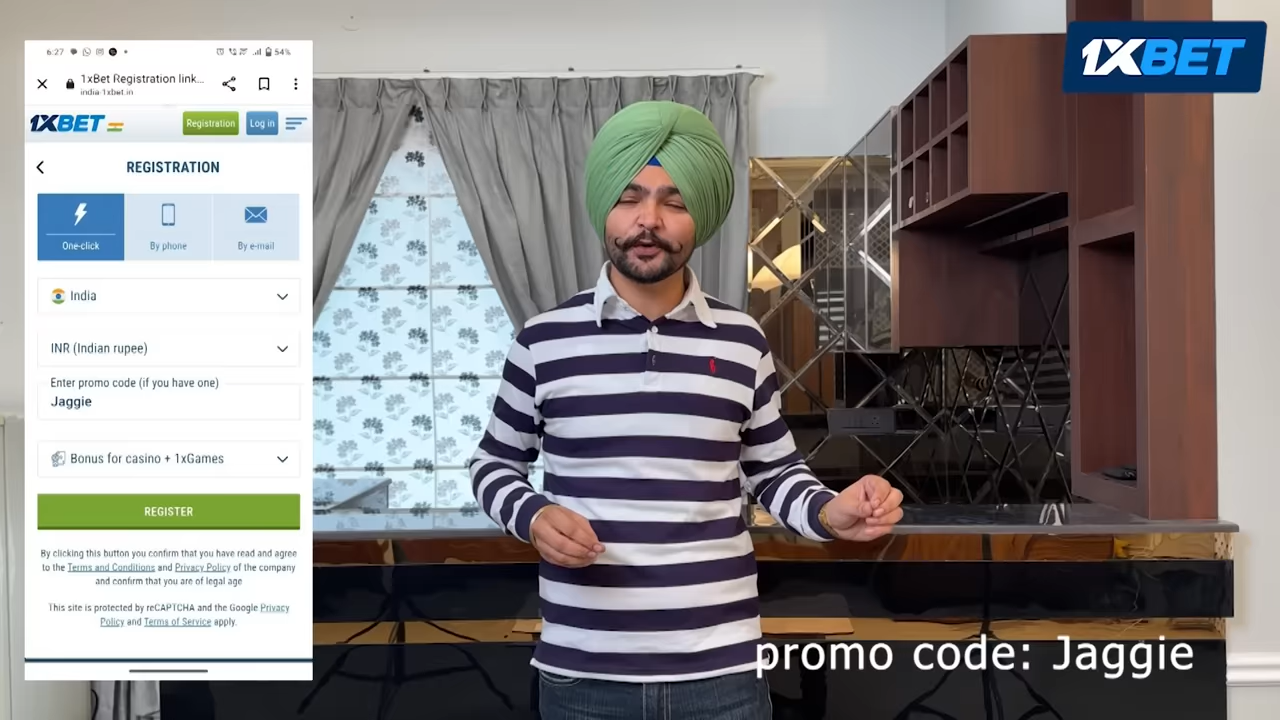 6:27
54%
1xBet Registration link...
india-1xbet.in
1XBET
Registration
Log in
REGISTRATION
One-click
By phone
By e-mail
India
INR (Indian rupee)
Enter promo code (if you have one)
Jaggie
Bonus for casino + 1xGames
REGISTER
By clicking this button you confirm that you have read and agree
to the Terms and Conditions and Privacy Policy of the company
and confirm that you are of legal age
This site is protected by reCAPTCHA and the Google Privacy
Policy and Terms of Service apply.
1XBET
promo code: Jaggie